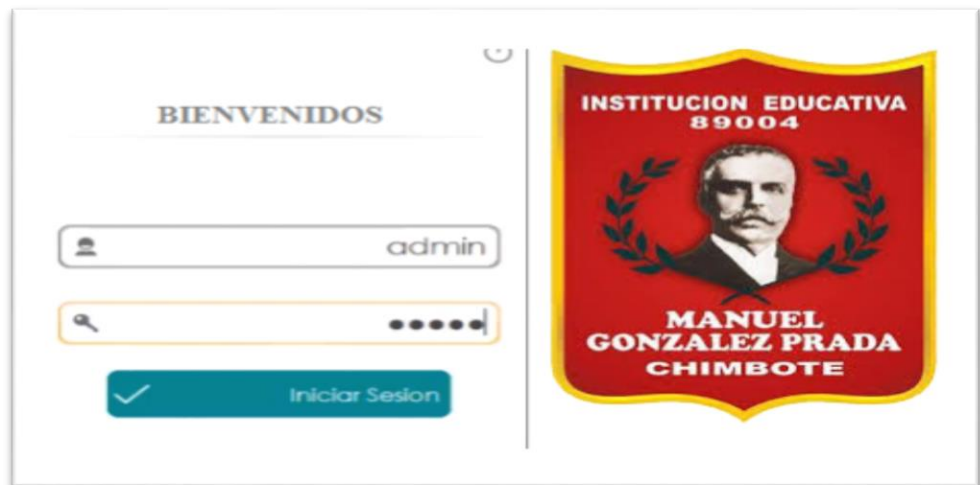 BIENVENIDOS
admin
•••••
Iniciar Sesion
INSTITUCION EDUCATIVA
89004
MANUEL
GONZALEZ PRADA
CHIMBOTE